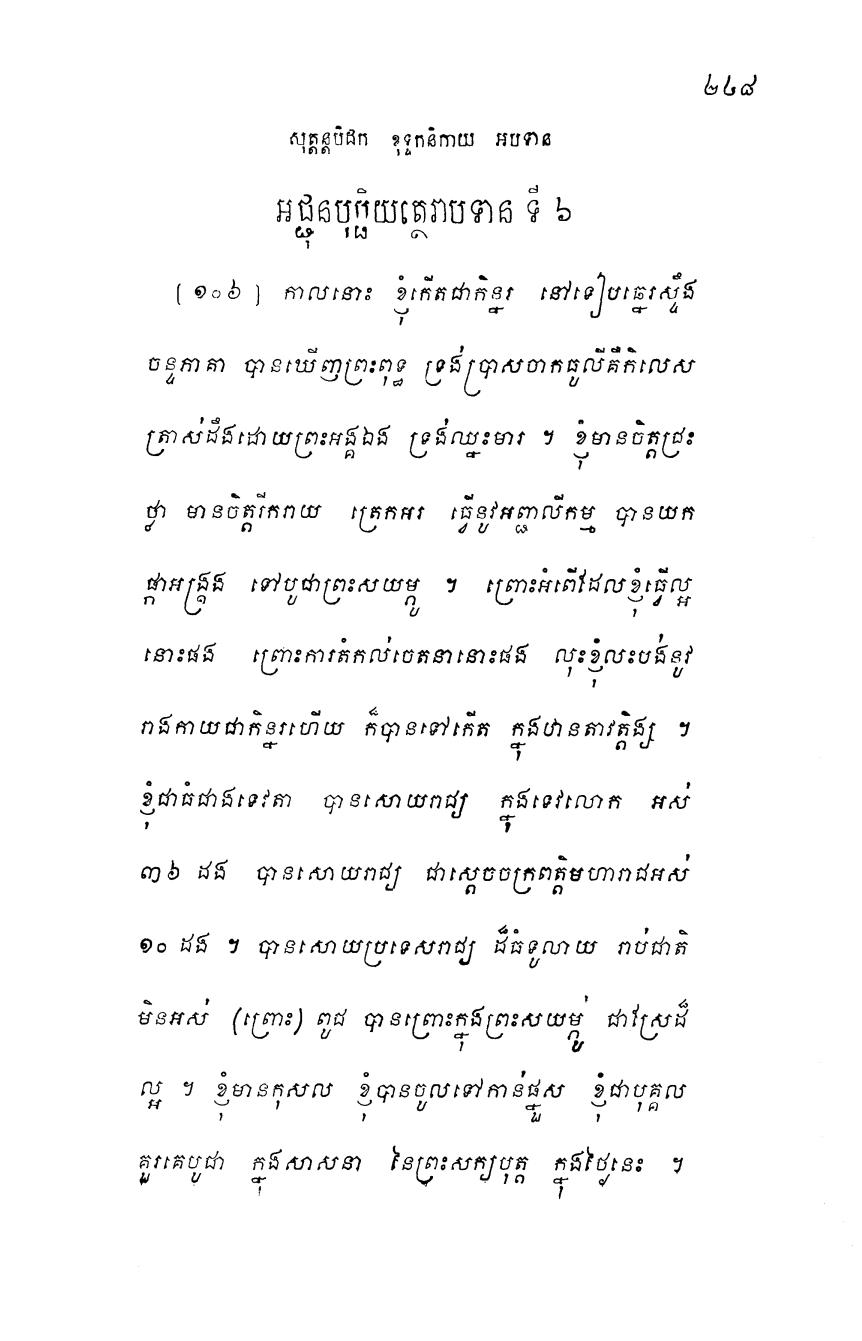 ២៤៨
សុត្តន្តបិដក ខុទ្ទកនិកាយ អបទាន
អជ្ជុនបុប្ផិយត្ថេរាបទាន ទី ៦
[១០៦] កាលនោះ ខ្ញុំកើតជាកិន្នរ នៅទៀបឆ្នេរស្ទឹង
ចន្ទភាគា បានឃើញព្រះពុទ្ធ ទ្រង់ប្រាសចាកធូលីគឺកិលេស
ត្រាស់ដឹងដោយព្រះអង្គឯង ទ្រង់ឈ្នះមារ ។ ខ្ញុំមានចិត្តជ្រះ
ថ្លា មានចិត្តរីករាយ ត្រេកអរ ធ្វើនូវអញ្ជាលីកម្ម បានយក
ផ្កាអង្គ្រង ទៅបូជាព្រះសយម្ភូ ។ ព្រោះអំពើដែលខ្ញុំធ្វើល្អ
នោះផង ព្រោះការតំកល់ចេតនានោះផង លុះខ្ញុំលះបង់នូវ
រាងកាយជាកិន្នរហើយ ក៏បានទៅកើត ក្នុងឋានតាវត្តិង្ស ។
ខ្ញុំជាធំជាងទេវតា បានសោយរាជ្យ ក្នុងទេវលោក អស់
៣៦ ដង បានសោយរាជ្យ ជាស្តេចចក្រពត្តិមហារាជអស់
១០ ដង ។ បានសោយប្រទេសរាជ្យ ដ៏ធំទូលាយ រាប់ជាតិ
មិនអស់ (ព្រោះ) ពូជ បានព្រោះក្នុងព្រះសយម្ភូ ជាស្រែដ៏
ល្អ ។ ខ្ញុំមានកុសល ខ្ញុំបានចូលទៅកាន់ផ្នួស ខ្ញុំជាបុគ្គល
គួរគេបូជា ក្នុងសាសនា នៃព្រះសក្យបុត្ត ក្នុងថ្ងៃនេះ ។